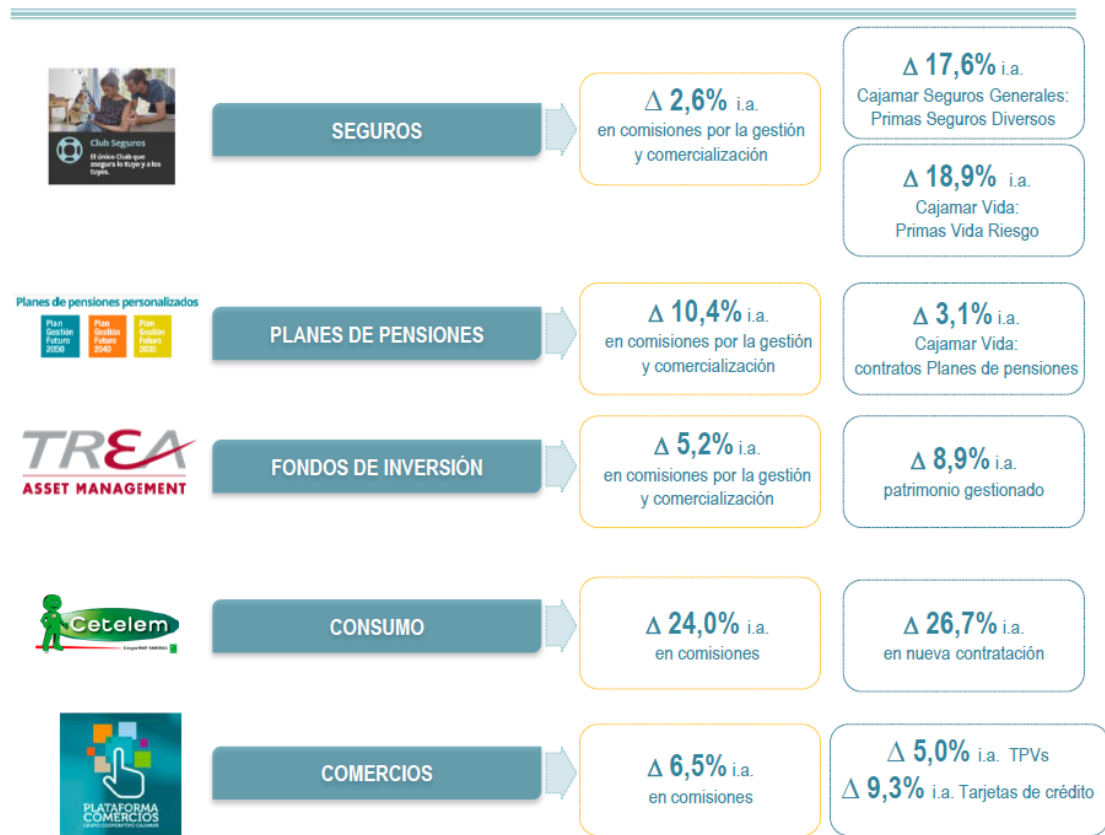 Club Seguros
El único Club que
asegura lo tuyo y a los
tuyos.
SEGUROS
Δ 2,6% i.a.
en comisiones por la gestión
y comercialización
Δ 17,6% i.a.
Cajamar Seguros Generales:
Primas Seguros Diversos
Δ 18,9% i.a.
Cajamar Vida:
Primas Vida Riesgo
Planes de pensiones personalizados
Plan
Gestión
Futuro
2050
Plan
Gestión
Futuro
2040
Plan
Gestión
Futuro
2030
PLANES DE PENSIONES
Δ 10,4% i.a.
en comisiones por la gestión
y comercialización
Δ 3,1% i.a.
Cajamar Vida:
contratos Planes de pensiones
TREA
ASSET MANAGEMENT
FONDOS DE INVERSIÓN
Δ 5,2% i.a.
en comisiones por la gestión
y comercialización
Δ 8,9% i.a.
patrimonio gestionado
Cetelem
CONSUMO
Δ 24,0% i.a.
en comisiones
Δ 26,7% i.a.
en nueva contratación
PLATAFORMA
COMERCIOS
GRUPO COOPERATIVO CAJAMAR
COMERCIOS
Δ 6,5% i.a.
en comisiones
Δ 5,0% i.a. TPVs
Δ 9,3% i.a. Tarjetas de crédito